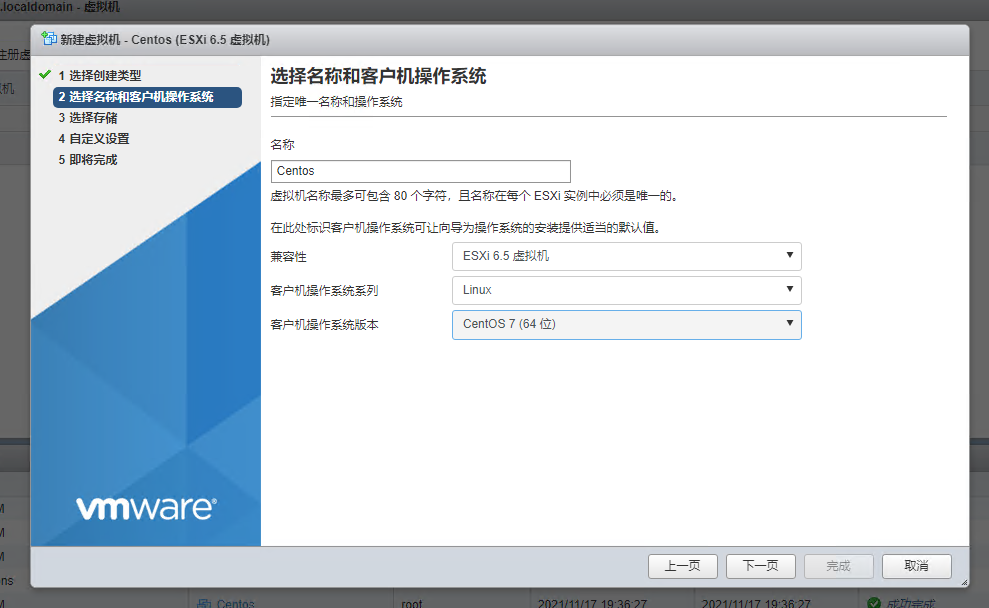 .localdomain - 虚拟机
新建虚拟机 - Centos (ESXi 6.5 虚拟机)
注册虚
机
1 选择创建类型
2 选择名称和客户机操作系统
3 选择存储
4 自定义设置
5 即将完成
选择名称和客户机操作系统
指定唯一名称和操作系统
名称
Centos
虚拟机名称最多可包含 80 个字符，且名称在每个 ESXi 实例中必须是唯一的。
在此处标识客户机操作系统可让向导为操作系统的安装提供适当的默认值。
兼容性 ESXi 6.5 虚拟机
客户机操作系统系列 Linux
客户机操作系统版本 CentOS 7 (64 位)
vmware®
上一页 下一页 完成 取消
ns
Centos root 2021/11/17 19:36:27 2021/11/17 19:36:27 成功完成